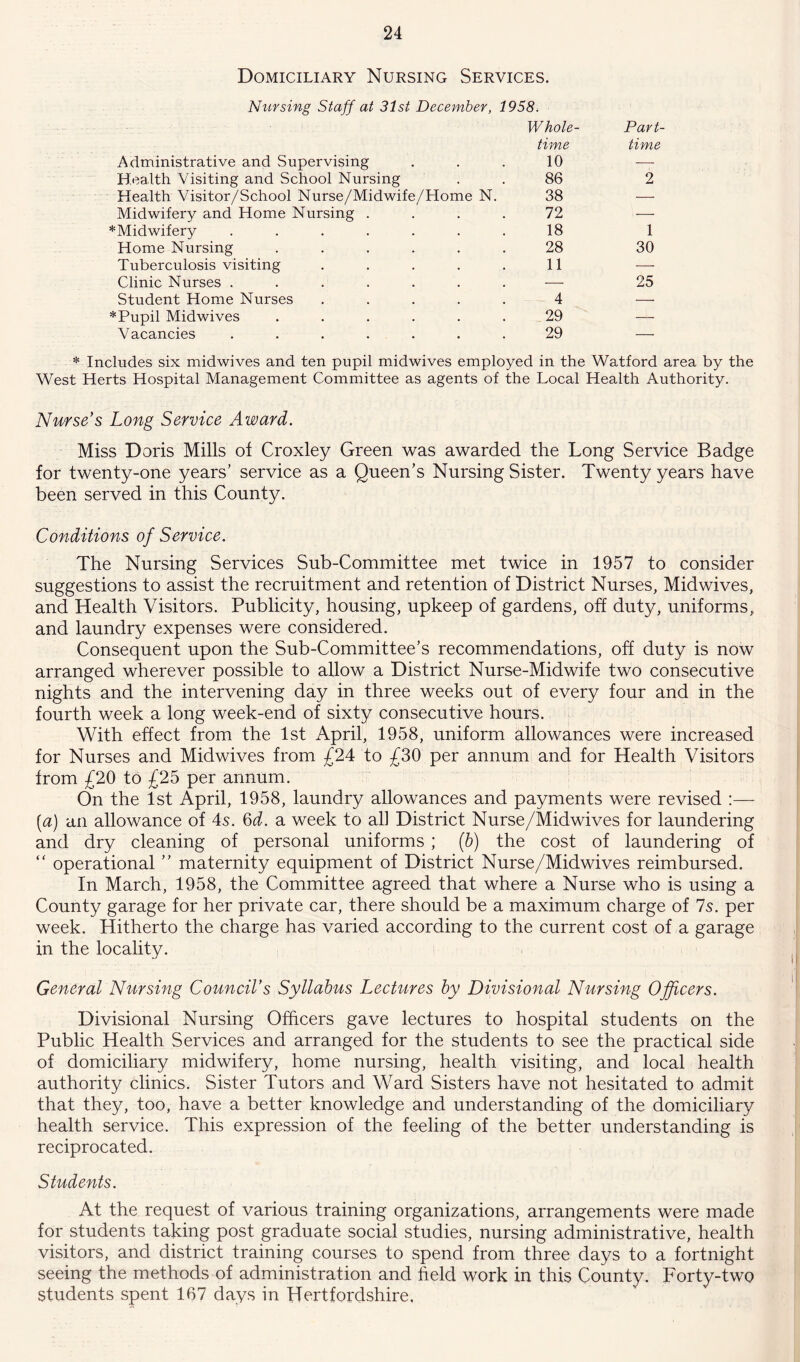 24
Domiciliary Nursing Services.
Nursing Staff at 31st December, 1958.
Whole- Part-
time time
Administrative and Supervising . . . 10 —
Health Visiting and School Nursing . . 86 2
Health Visitor/School Nurse/Midwife/Home N. 38 —
Midwifery and Home Nursing . . . . 72 —
*Midwifery . . . . . . . 18 1
Home Nursing . . . . . . 28 30
Tuberculosis visiting . . . . . 11 —
Clinic Nurses . . . . . . . — 25
Student Home Nurses . . . . . 4 —
*Pupil Midwives . . . . . . 29 —
Vacancies . . . . . . . 29 —
* Includes six midwives and ten pupil midwives employed in the Watford area by the
West Herts Hospital Management Committee as agents of the Local Health Authority.
Nurse's Long Service Award.
Miss Doris Mills of Croxley Green was awarded the Long Service Badge
for twenty-one years' service as a Queen's Nursing Sister. Twenty years have
been served in this County.
Conditions of Service.
The Nursing Services Sub-Committee met twice in 1957 to consider
suggestions to assist the recruitment and retention of District Nurses, Midwives,
and Health Visitors. Publicity, housing, upkeep of gardens, off duty, uniforms,
and laundry expenses were considered.
Consequent upon the Sub-Committee's recommendations, off duty is now
arranged wherever possible to allow a District Nurse-Midwife two consecutive
nights and the intervening day in three weeks out of every four and in the
fourth week a long week-end of sixty consecutive hours.
With effect from the 1st April, 1958, uniform allowances were increased
for Nurses and Midwives from £24 to £30 per annum and for Health Visitors
from £20 to £25 per annum.
On the 1st April, 1958, laundry allowances and payments were revised :—
(a) an allowance of 4s. 6d. a week to all District Nurse/Midwives for laundering
and dry cleaning of personal uniforms ; (b) the cost of laundering of
" operational " maternity equipment of District Nurse/Midwives reimbursed.
In March, 1958, the Committee agreed that where a Nurse who is using a
County garage for her private car, there should be a maximum charge of 7s. per
week. Hitherto the charge has varied according to the current cost of a garage
in the locality.
General Nursing Council's Syllabus Lectures by Divisional Nursing Officers.
Divisional Nursing Officers gave lectures to hospital students on the
Public Health Services and arranged for the students to see the practical side
of domiciliary midwifery, home nursing, health visiting, and local health
authority clinics. Sister Tutors and Ward Sisters have not hesitated to admit
that they, too, have a better knowledge and understanding of the domiciliary
health service. This expression of the feeling of the better understanding is
reciprocated.
Students.
At the request of various training organizations, arrangements were made
for students taking post graduate social studies, nursing administrative, health
visitors, and district training courses to spend from three days to a fortnight
seeing the methods of administration and field work in this County. Forty-two
students spent 167 days in Hertfordshire.